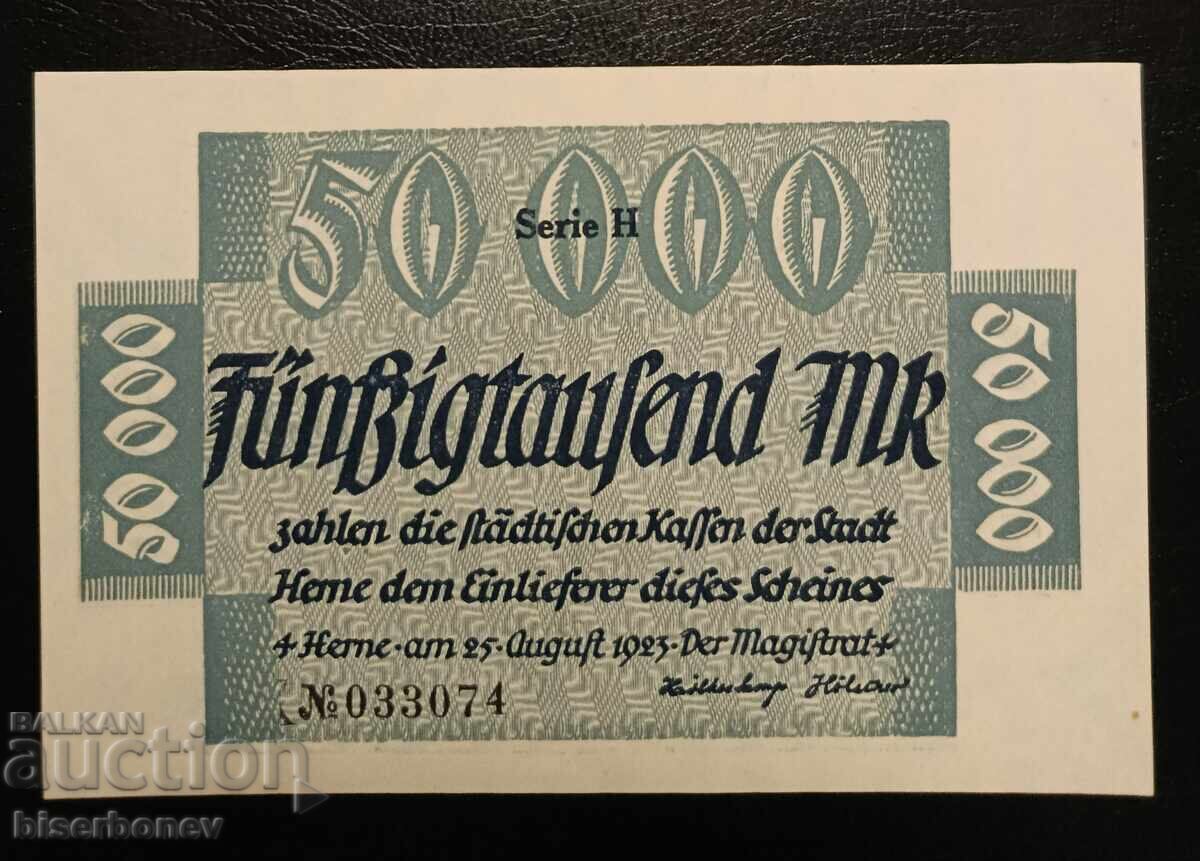 50 000
Serie H
50 000
50 000
Fünfzigtausend Mk
zahlen die städtischen Kassen der Stadt
Herne dem Einlieferer dieses Scheines
Herne · am 25. August 1923 · Der Magistrat
№ 033074
BALKAN
auction
biserbonev